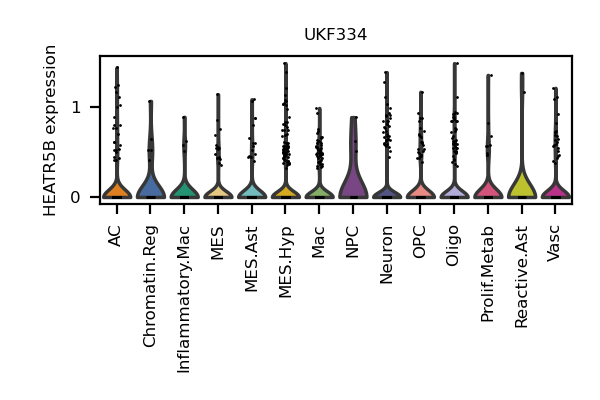 UKF334
HEATR5B expression
1
0
AC
Chromatin.Reg
Inflammatory.Mac
MES
MES.Ast
MES.Hyp
Mac
NPC
Neuron
OPC
Oligo
Prolif.Metab
Reactive.Ast
Vasc